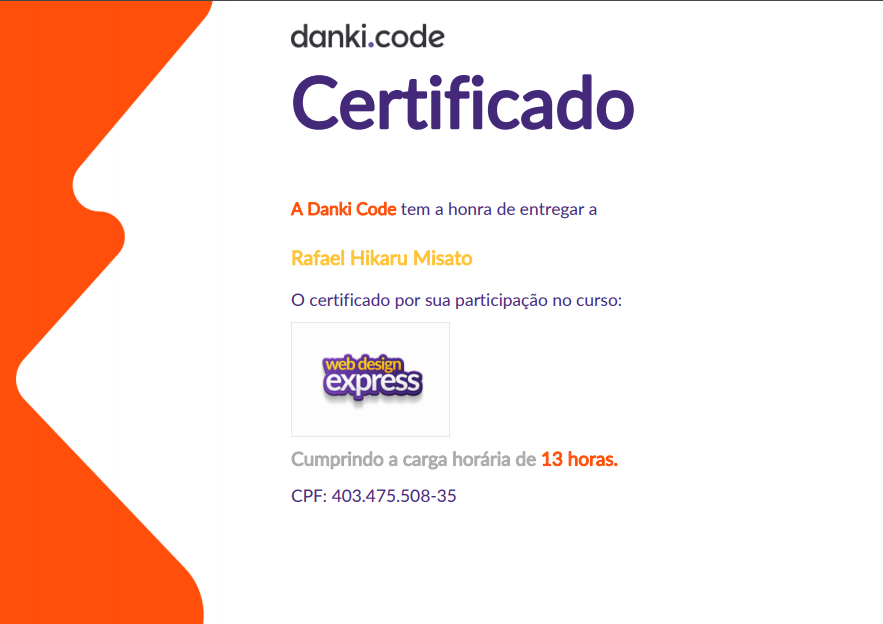 danki.code
Certificado
A Danki Code tem a honra de entregar a
Rafael Hikaru Misato
O certificado por sua participação no curso:
web design
express
Cumprindo a carga horária de 13 horas.
CPF: 403.475.508-35